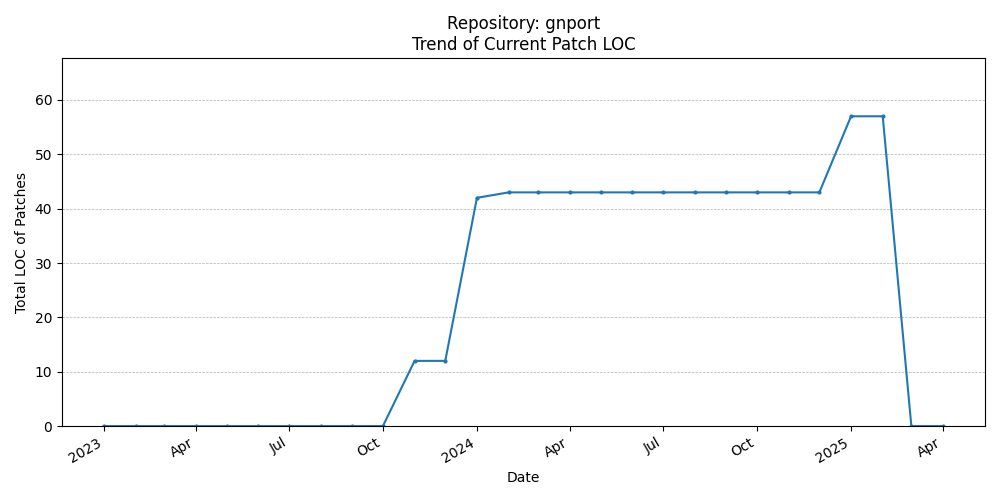 Repository: gnport
Trend of Current Patch LOC
Total LOC of Patches
60
50
40
30
20
10
0
2023
Apr
Jul
Oct
2024
Apr
Jul
Oct
2025
Apr
Date